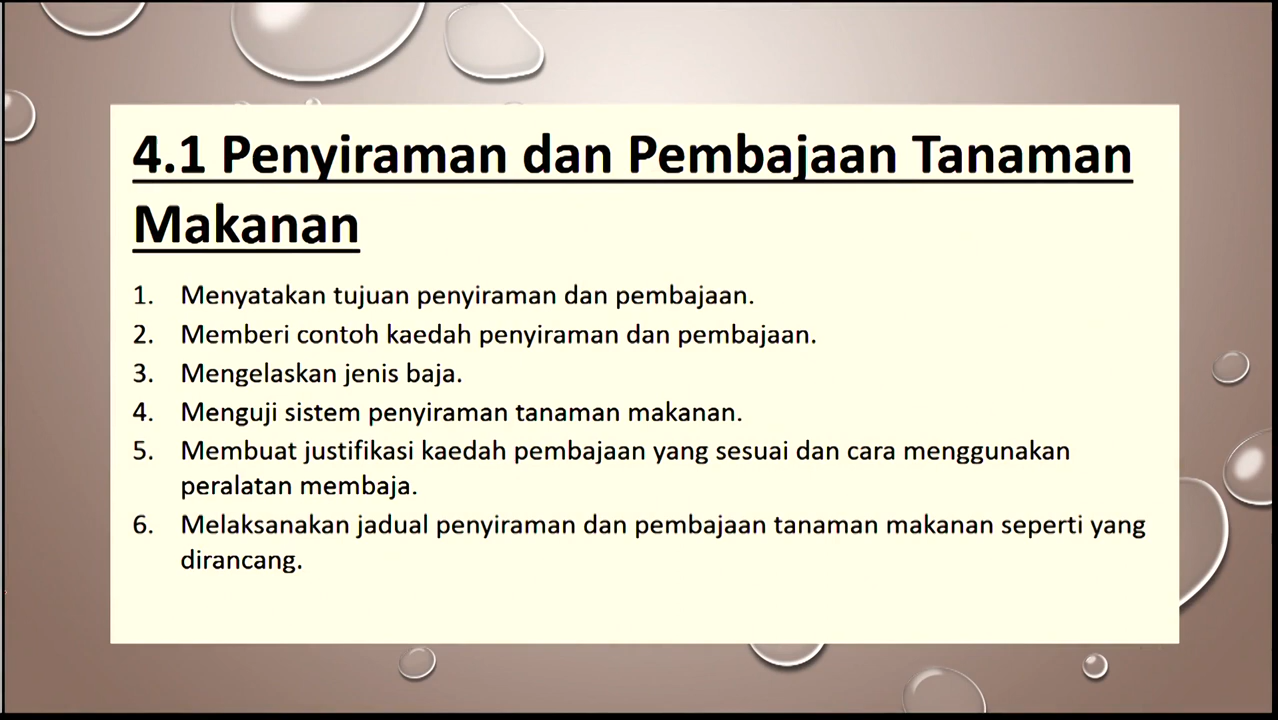 4.1 Penyiraman dan Pembajaan Tanaman
Makanan
1. Menyatakan tujuan penyiraman dan pembajaan.
2. Memberi contoh kaedah penyiraman dan pembajaan.
3. Mengelaskan jenis baja.
4. Menguji sistem penyiraman tanaman makanan.
5. Membuat justifikasi kaedah pembajaan yang sesuai dan cara menggunakan
peralatan membaja.
6. Melaksanakan jadual penyiraman dan pembajaan tanaman makanan seperti yang
dirancang.